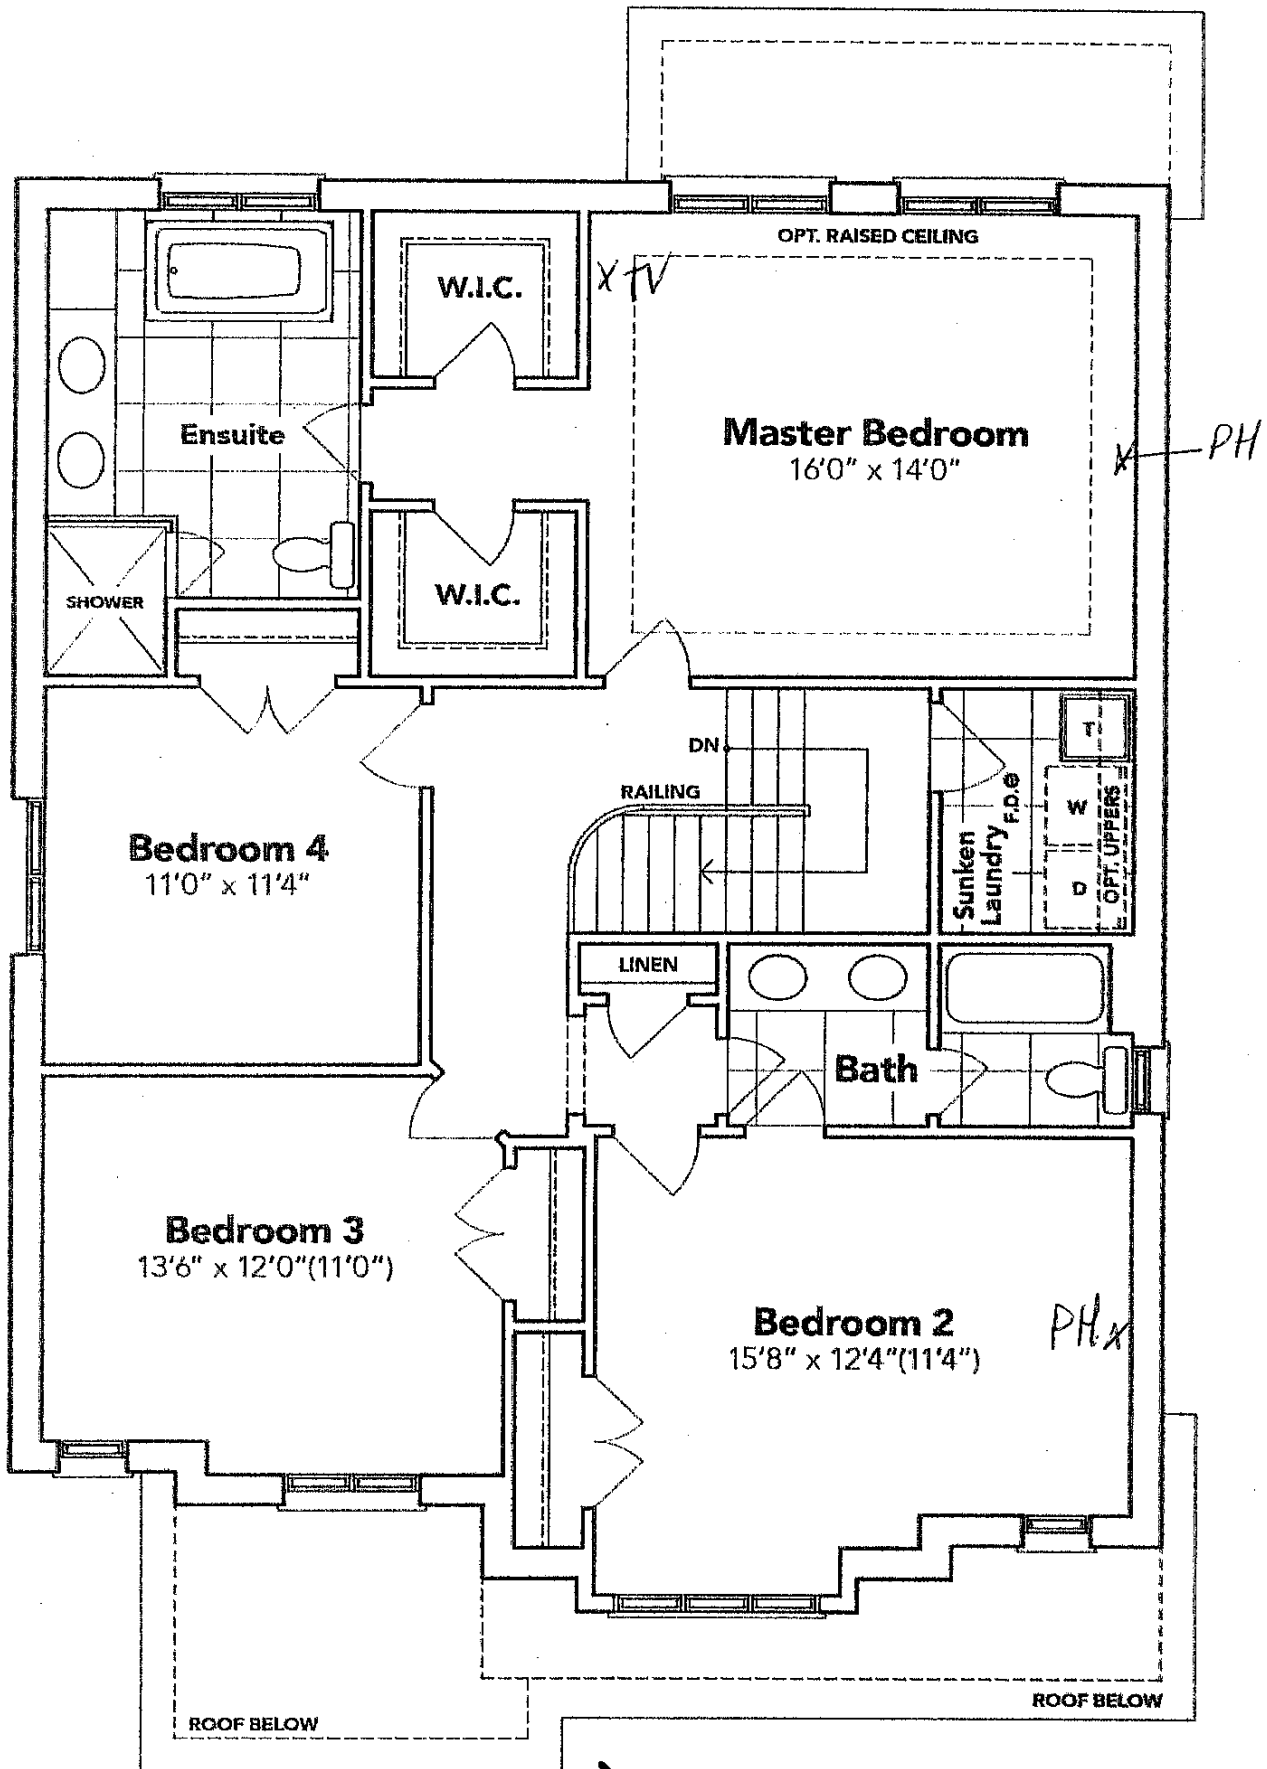 OPT. RAISED CEILING
X TV
W.I.C.
Master Bedroom
16'0" x 14'0"
X PH
Ensuite
W.I.C.
SHOWER
DN
RAILING
T
W
D
OPT. UPPERS
F.D.
Sunken
Laundry
Bedroom 4
11'0" x 11'4"
LINEN
Bath
Bedroom 3
13'6" x 12'0"(11'0")
Bedroom 2
15'8" x 12'4"(11'4")
PH x
ROOF BELOW
ROOF BELOW